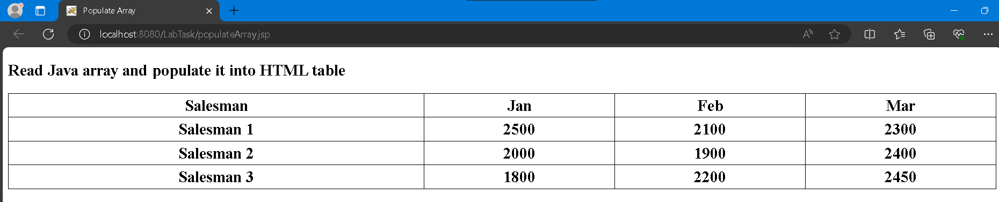 Populate Array
localhost:8080/LabTask/populateArray.jsp
Read Java array and populate it into HTML table
Salesman Jan Feb Mar
Salesman 1 2500 2100 2300
Salesman 2 2000 1900 2400
Salesman 3 1800 2200 2450